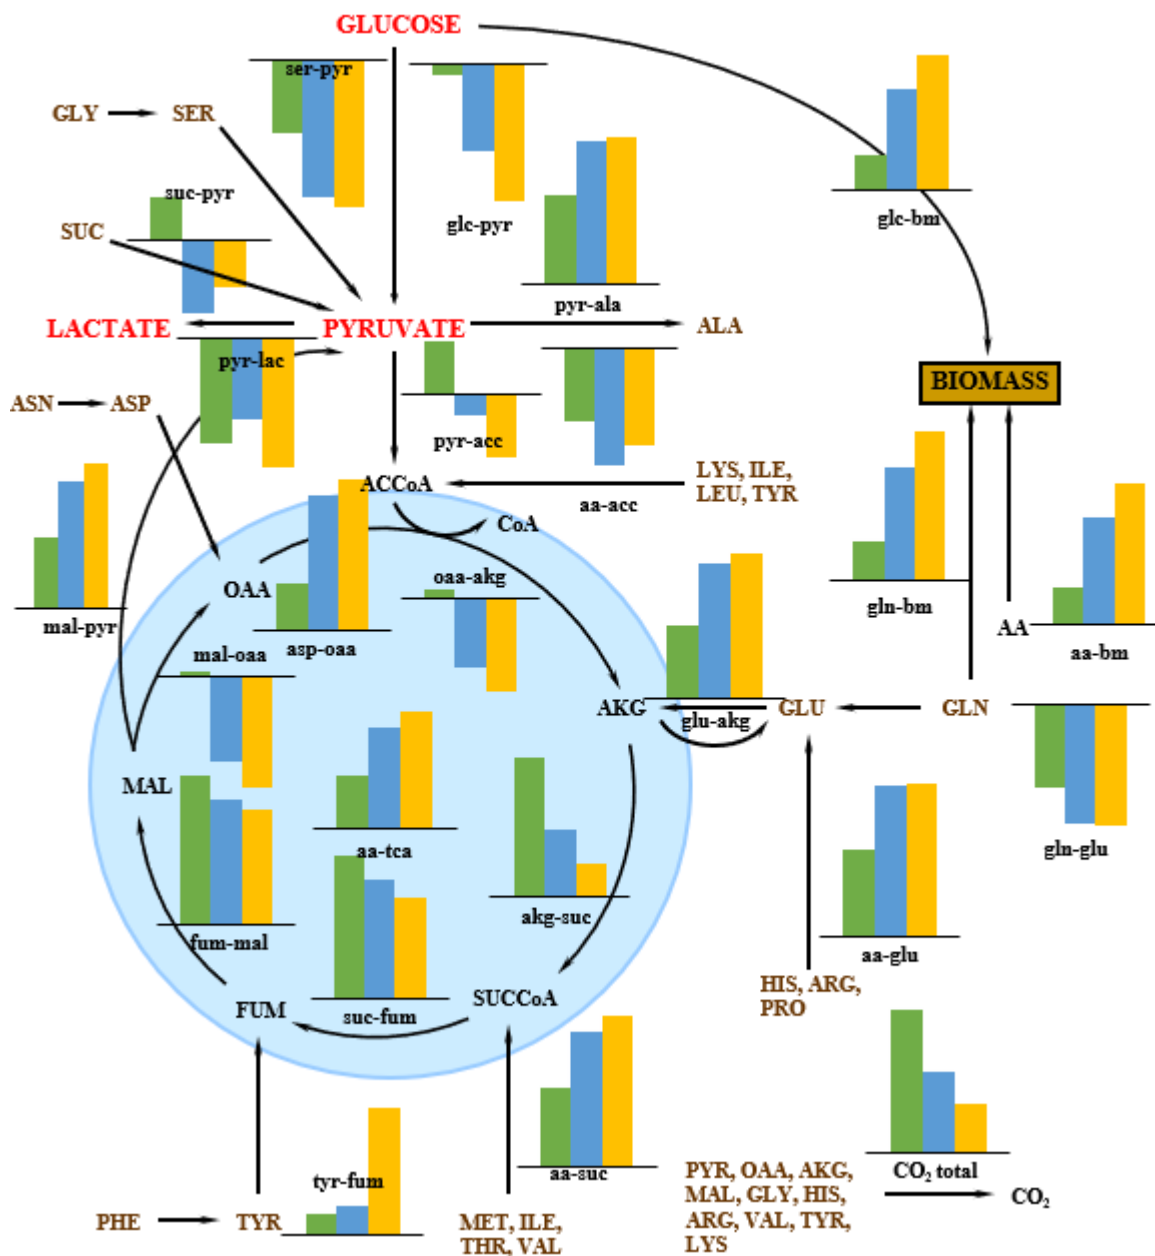 GLUCOSE
ser-pyr
GLY
SER
suc-pyr
glc-pyr
glc-bm
SUC
pyr-ala
LACTATE
PYRUVATE
ALA
pyr-lac
BIOMASS
ASN
ASP
pyr-acc
LYS, ILE,
LEU, TYR
ACCoA
aa-acc
CoA
OAA
oaa-akg
gln-bm
mal-pyr
AA
mal-oaa
asp-oaa
aa-bm
AKG
glu-akg
GLU
GLN
MAL
aa-tca
gln-glu
akg-suc
fum-mal
aa-glu
HIS, ARG,
PRO
FUM
suc-fum
SUCCoA
tyr-fum
aa-suc
PYR, OAA, AKG,
MAL, GLY, HIS,
ARG, VAL, TYR,
LYS
CO₂ total
CO₂
PHE
TYR
MET, ILE,
THR, VAL